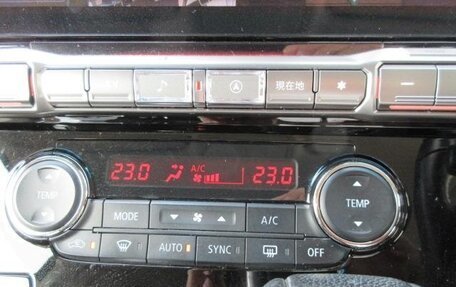 現在地
23.0 A/C 23.0
TEMP
TEMP
MODE
A/C
AUTO
SYNC
OFF